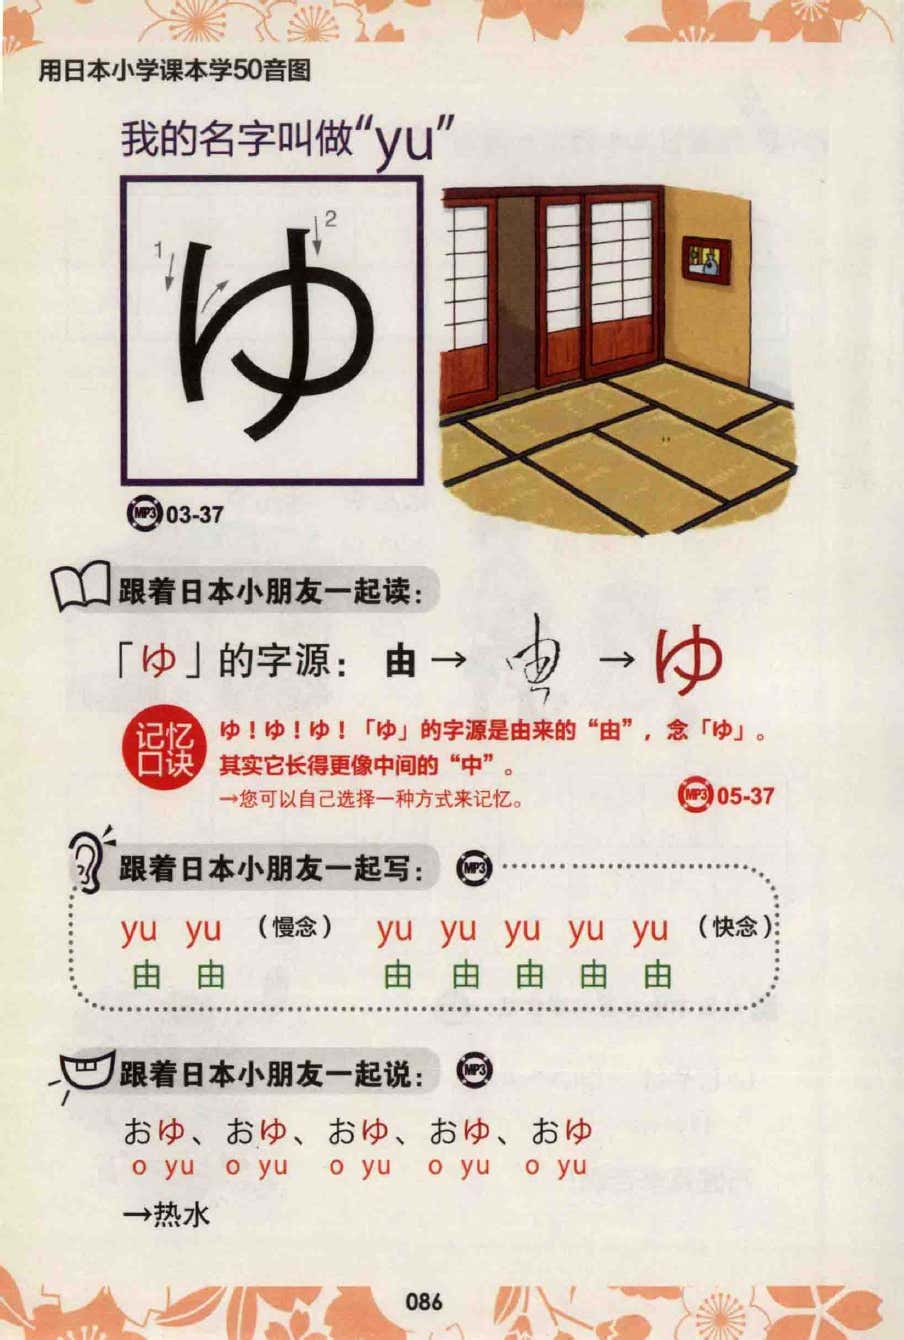 用日本小学课本学50音图
我的名字叫做“yu”
1
2
ゆ
MP3 03-37
跟着日本小朋友一起读：
「ゆ」的字源： 由→ 由 →ゆ
记忆
口诀
ゆ！ゆ！ゆ！「ゆ」的字源是由来的“由”，念「ゆ」。
其实它长得更像中间的“中”。
→您可以自己选择一种方式来记忆。
MP3 05-37
跟着日本小朋友一起写： MP3
yu yu （慢念） yu yu yu yu yu （快念）
由 由 由 由 由 由 由
跟着日本小朋友一起说： MP3
おゆ、おゆ、おゆ、おゆ、おゆ
o yu o yu o yu o yu o yu
→热水
086